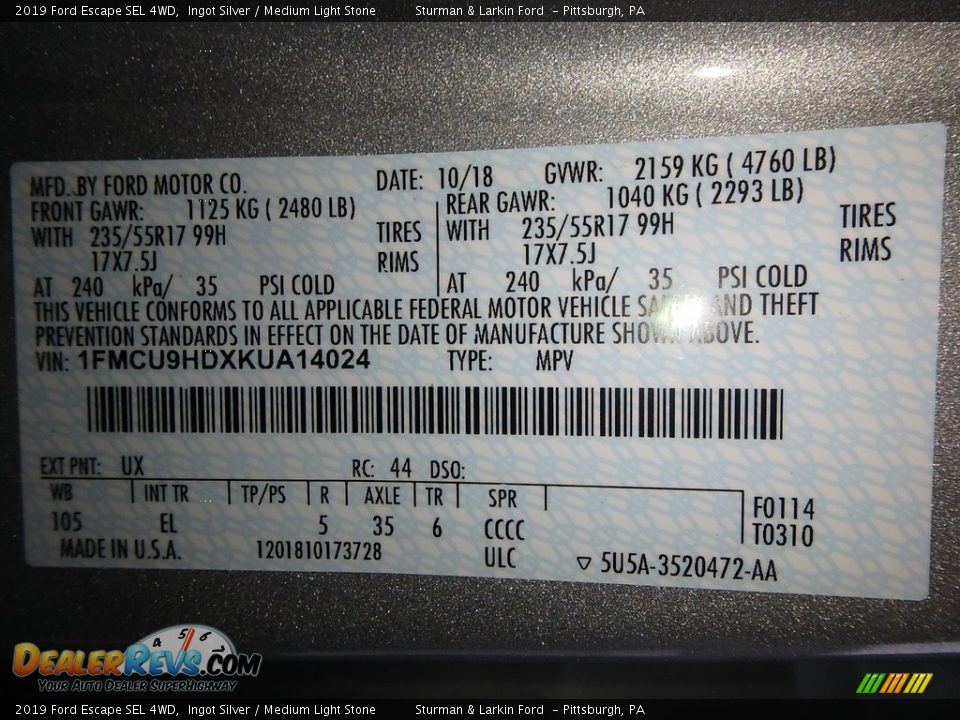 2019 Ford Escape SEL 4WD, Ingot Silver / Medium Light Stone Sturman & Larkin Ford - Pittsburgh, PA
MFD. BY FORD MOTOR CO. DATE: 10/18 GVWR: 2159 KG ( 4760 LB)
FRONT GAWR: 1125 KG ( 2480 LB) REAR GAWR: 1040 KG ( 2293 LB)
WITH 235/55R17 99H TIRES WITH 235/55R17 99H TIRES
17X7.5J RIMS 17X7.5J RIMS
AT 240 kPa/ 35 PSI COLD AT 240 kPa/ 35 PSI COLD
THIS VEHICLE CONFORMS TO ALL APPLICABLE FEDERAL MOTOR VEHICLE AND THEFT
PREVENTION STANDARDS IN EFFECT ON THE DATE OF MANUFACTURE SHOWN ABOVE.
VIN: 1FMCU9HDXKUA14024 TYPE: MPV
EXT PNT: UX RC: 44 DSO:
WB INT TR TP/PS R AXLE TR SPR F0114
105 EL 5 35 6 CCCC T0310
MADE IN U.S.A. 1201810173728 ULC ▽ 5U5A-3520472-AA
4 5 6
DEALERREVS.COM
YOUR AUTO DEALER SUPERHIGHWAY
2019 Ford Escape SEL 4WD, Ingot Silver / Medium Light Stone Sturman & Larkin Ford - Pittsburgh, PA